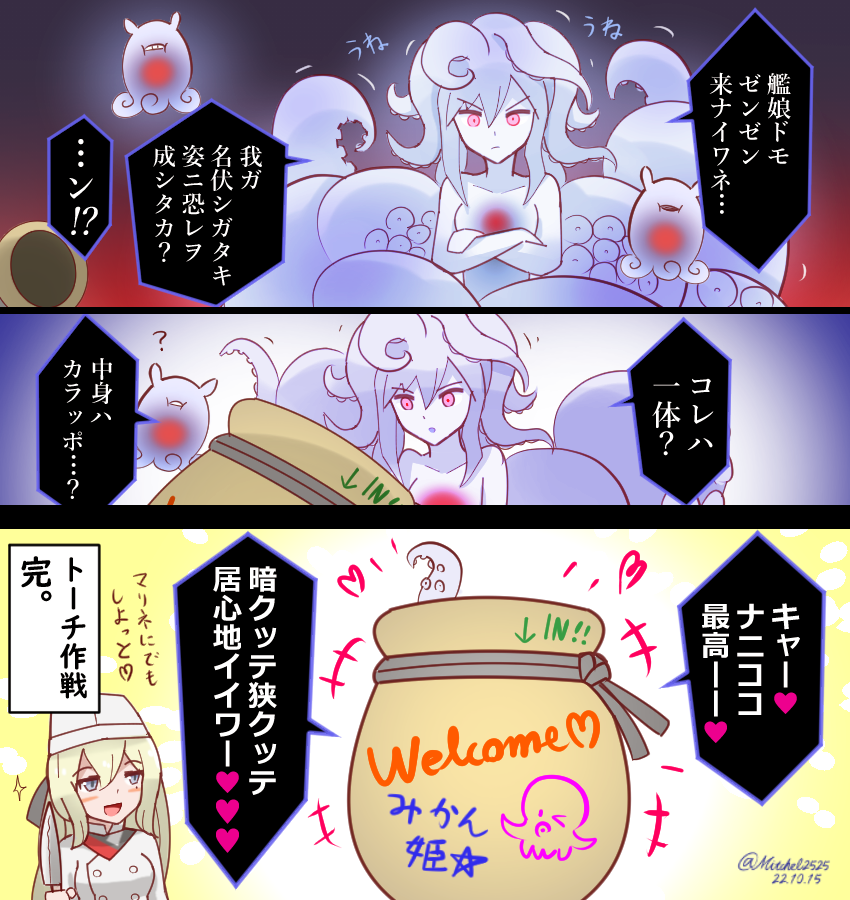 艦娘ドモ
ゼンゼン
来ナイワネ…
うね
うね
我ガ
名伏シガタキ
姿ニ恐レヲ
成シタカ？
…ン!?
コレハ
一体？
?
中身ハ
カラッポ…？
↓IN!!
キャー♥
ナニココ
最高ーー♥
↓IN!!
Welcome♡
みかん
姫☆
暗クッテ狭クッテ
居心地イイワー♥♥♥
マリネにでも
しよっと♡
トーチ作戦
完。
@Mitchel2525
22.10.15